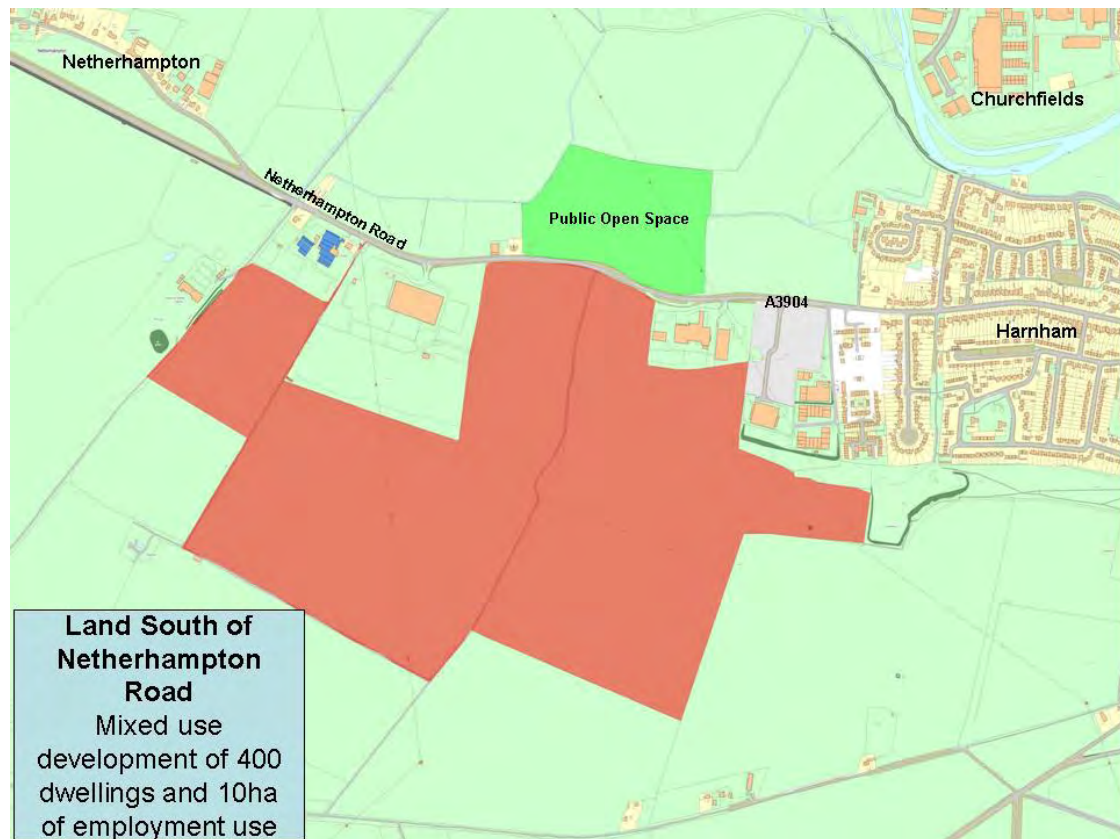 Netherhampton
Churchfields
Netherhampton Road
Public Open Space
A3904
Harnham
Land South of
Netherhampton
Road
Mixed use
development of 400
dwellings and 10ha
of employment use